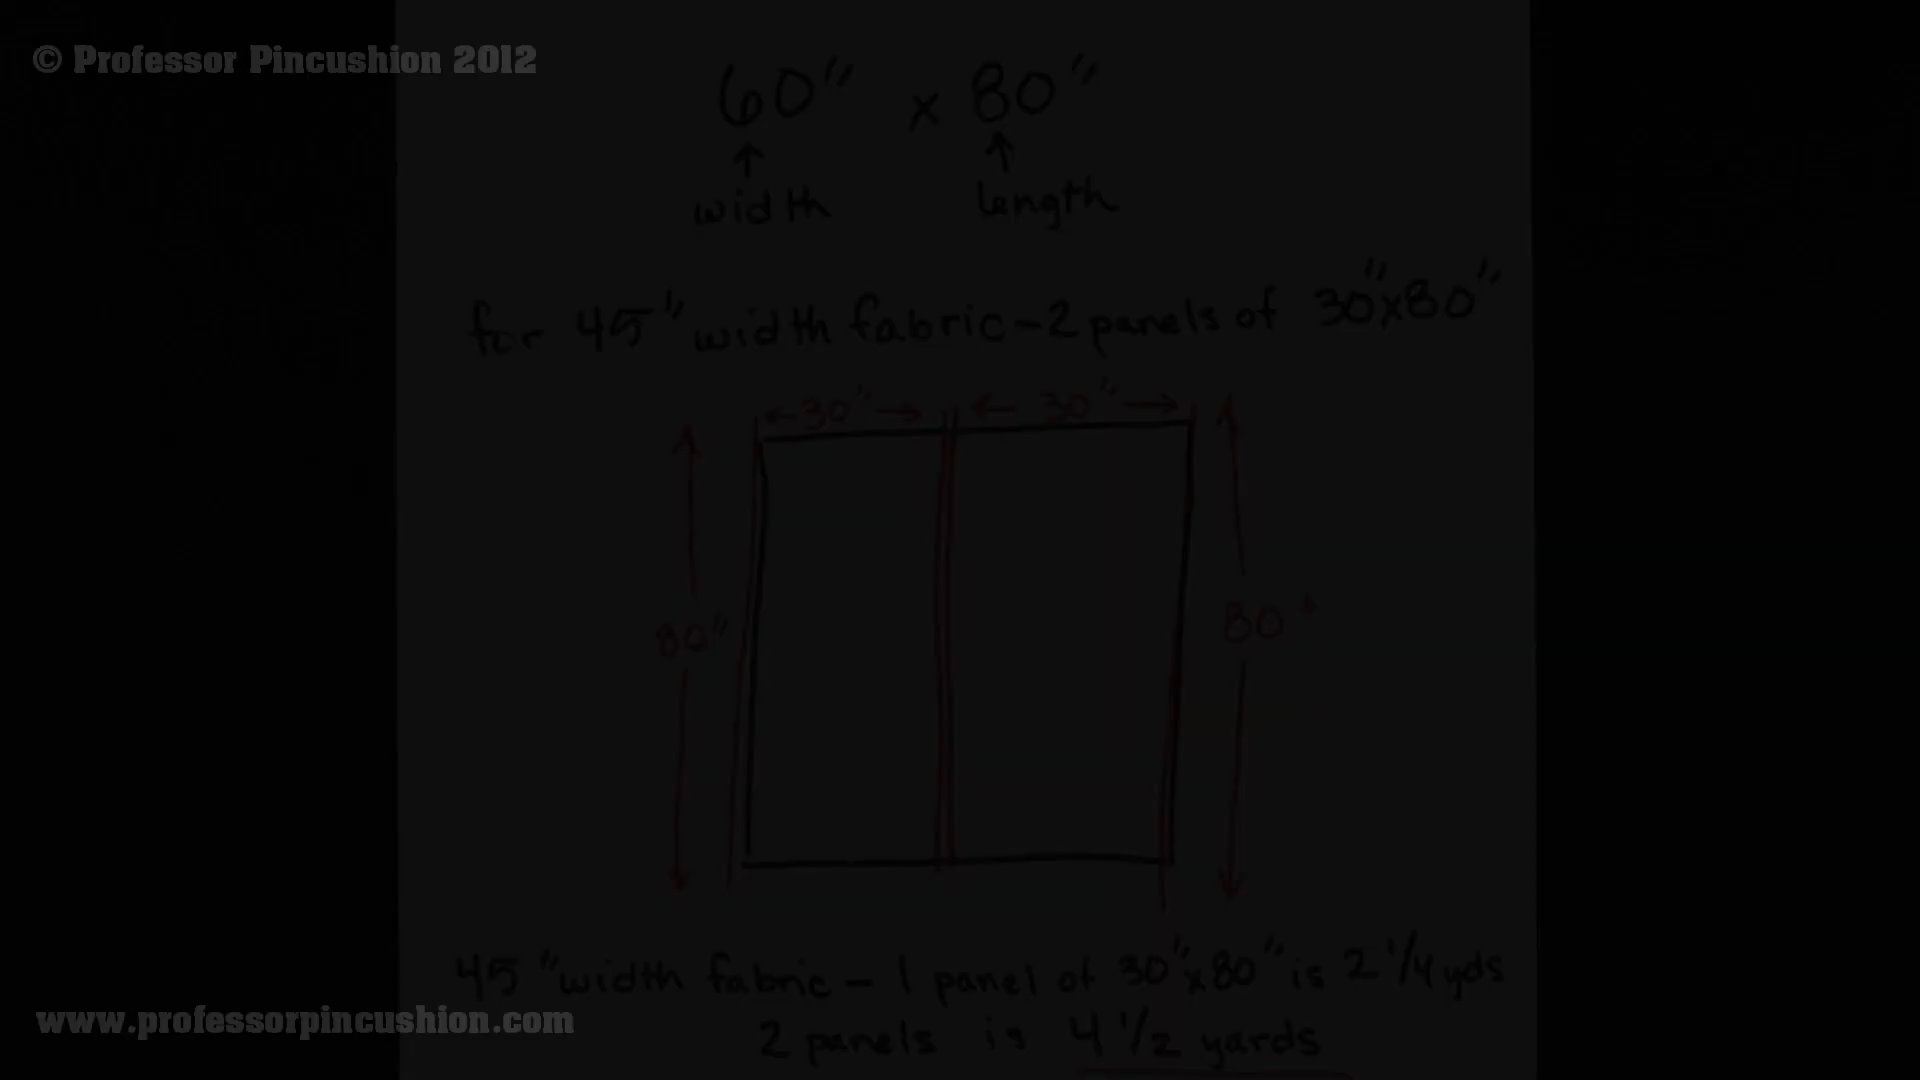 © Professor Pincushion 2012
60" x 80"
↑ ↑
width length
for 45" width fabric - 2 panels of 30"x80"
←30"→ ←30"→
80" 80"
45" width fabric - 1 panel of 30"x80" is 2 1/4 yds
www.professorpincushion.com
2 panels is 4 1/2 yards